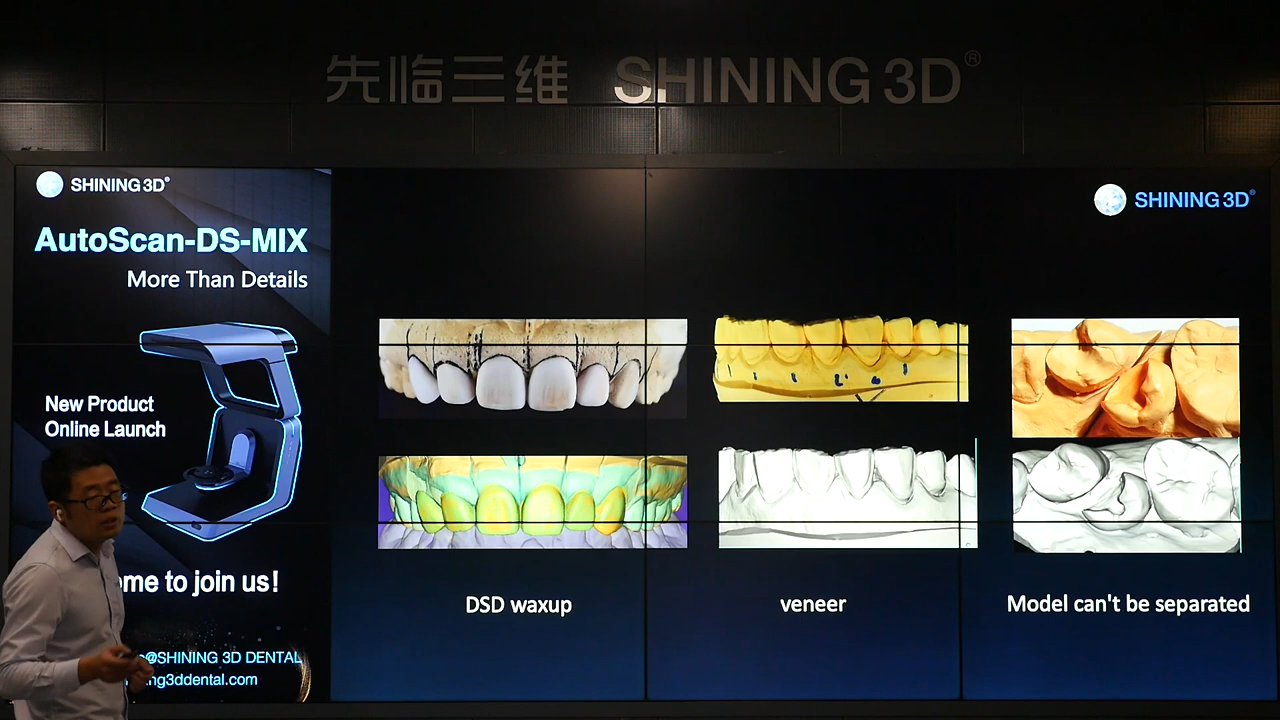 先临三维 SHINING 3D®
SHINING 3D®
AutoScan-DS-MIX
More Than Details
New Product
Online Launch
ome to join us!
@SHINING 3D DENTAL
ng3ddental.com
SHINING 3D®
DSD waxup
veneer
Model can't be separated